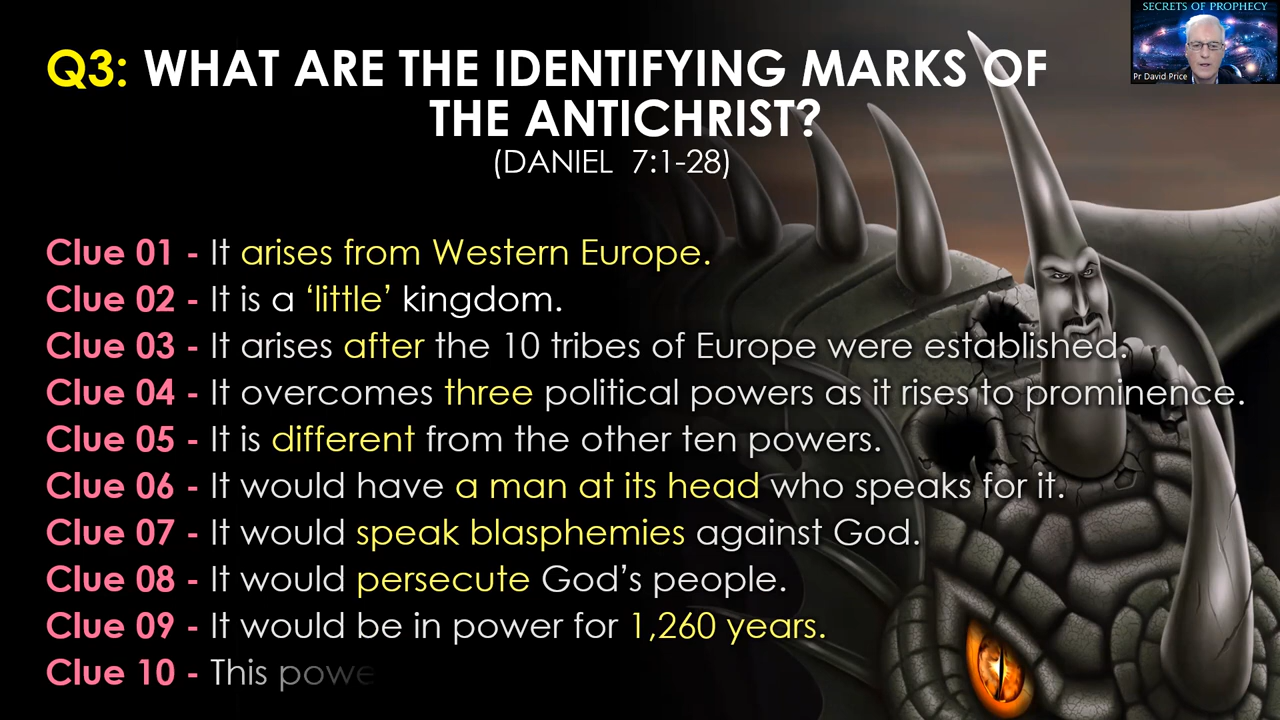 SECRETS OF PROPHECY
Pr David Price
Q3: WHAT ARE THE IDENTIFYING MARKS OF
THE ANTICHRIST?
(DANIEL 7:1-28)
Clue 01 - It arises from Western Europe.
Clue 02 - It is a ‘little’ kingdom.
Clue 03 - It arises after the 10 tribes of Europe were established.
Clue 04 - It overcomes three political powers as it rises to prominence.
Clue 05 - It is different from the other ten powers.
Clue 06 - It would have a man at its head who speaks for it.
Clue 07 - It would speak blasphemies against God.
Clue 08 - It would persecute God’s people.
Clue 09 - It would be in power for 1,260 years.
Clue 10 - This powe